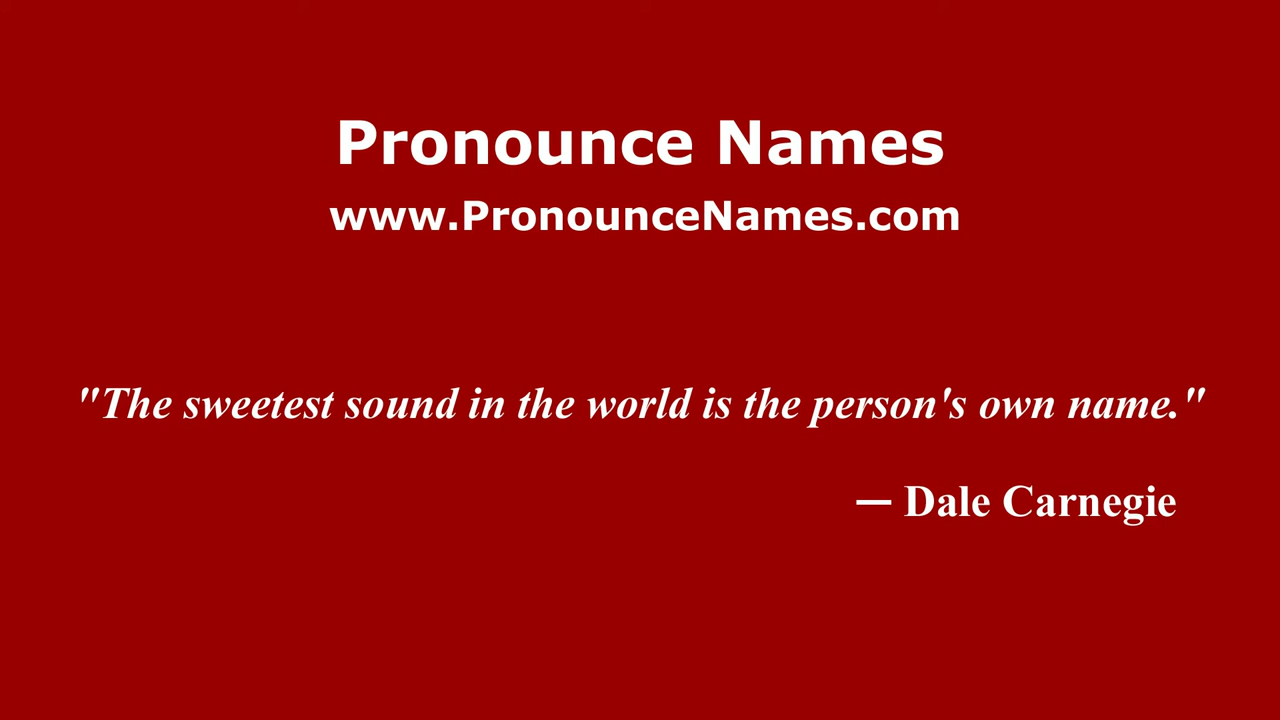 Pronounce Names
www.PronounceNames.com
"The sweetest sound in the world is the person's own name."
— Dale Carnegie